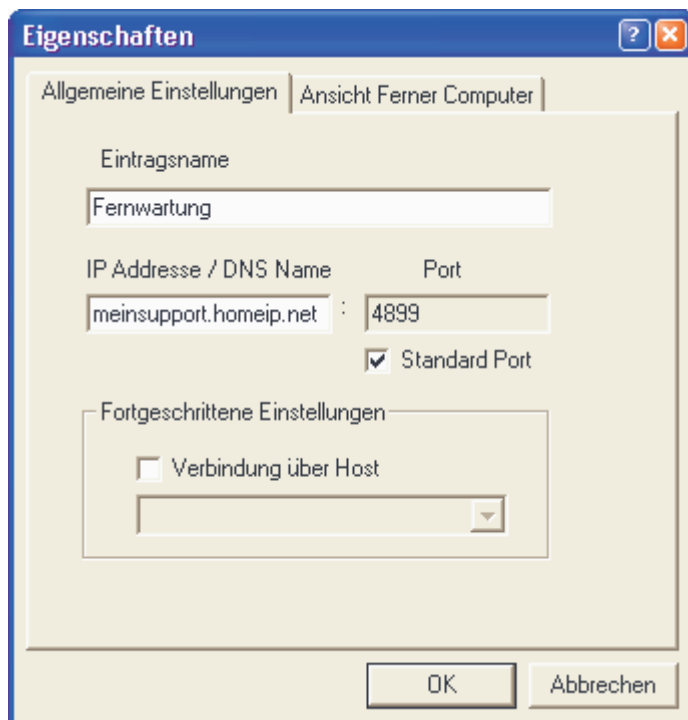 Eigenschaften
Allgemeine Einstellungen Ansicht Ferner Computer
Eintragsname
Fernwartung
IP Addresse / DNS Name Port
meinsupport.homeip.net : 4899
Standard Port
Fortgeschrittene Einstellungen
Verbindung über Host
OK Abbrechen